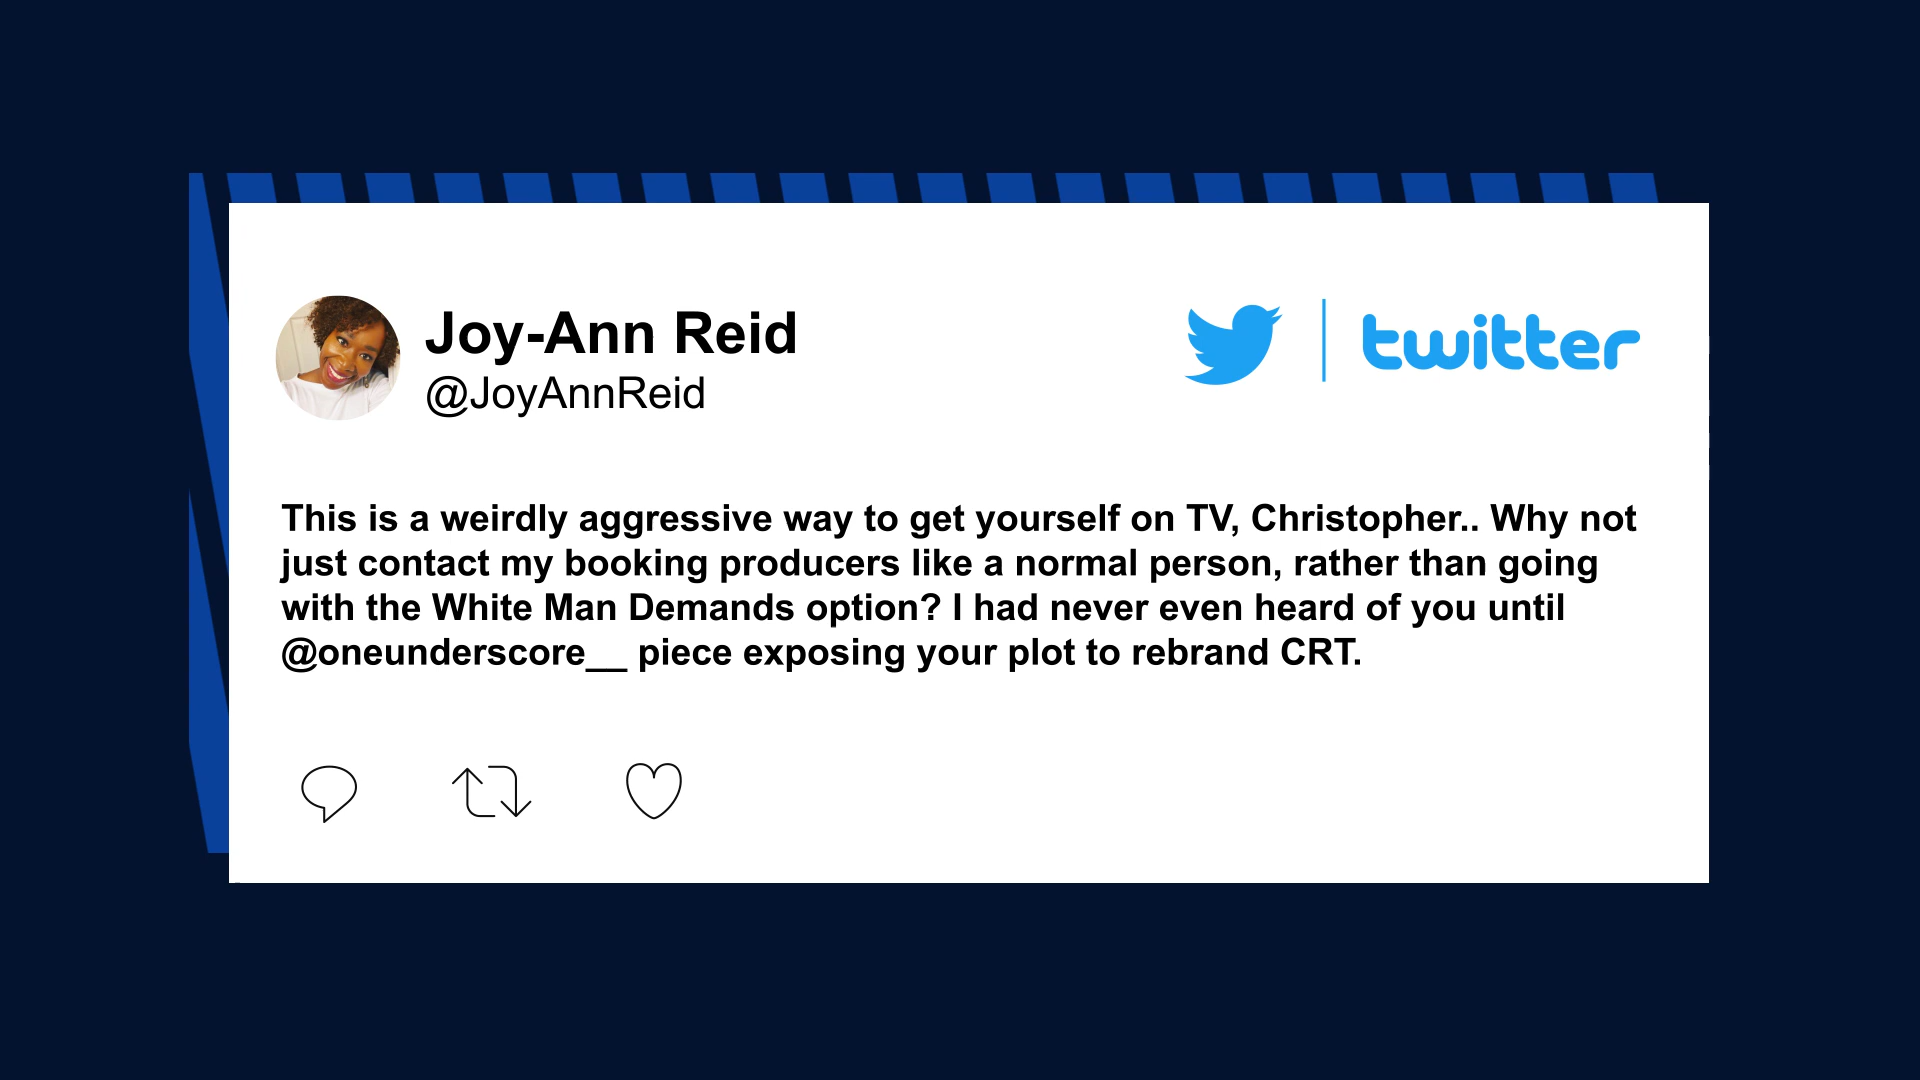 Joy-Ann Reid
@JoyAnnReid
twitter
This is a weirdly aggressive way to get yourself on TV, Christopher.. Why not
just contact my booking producers like a normal person, rather than going
with the White Man Demands option? I had never even heard of you until
@oneunderscore__ piece exposing your plot to rebrand CRT.